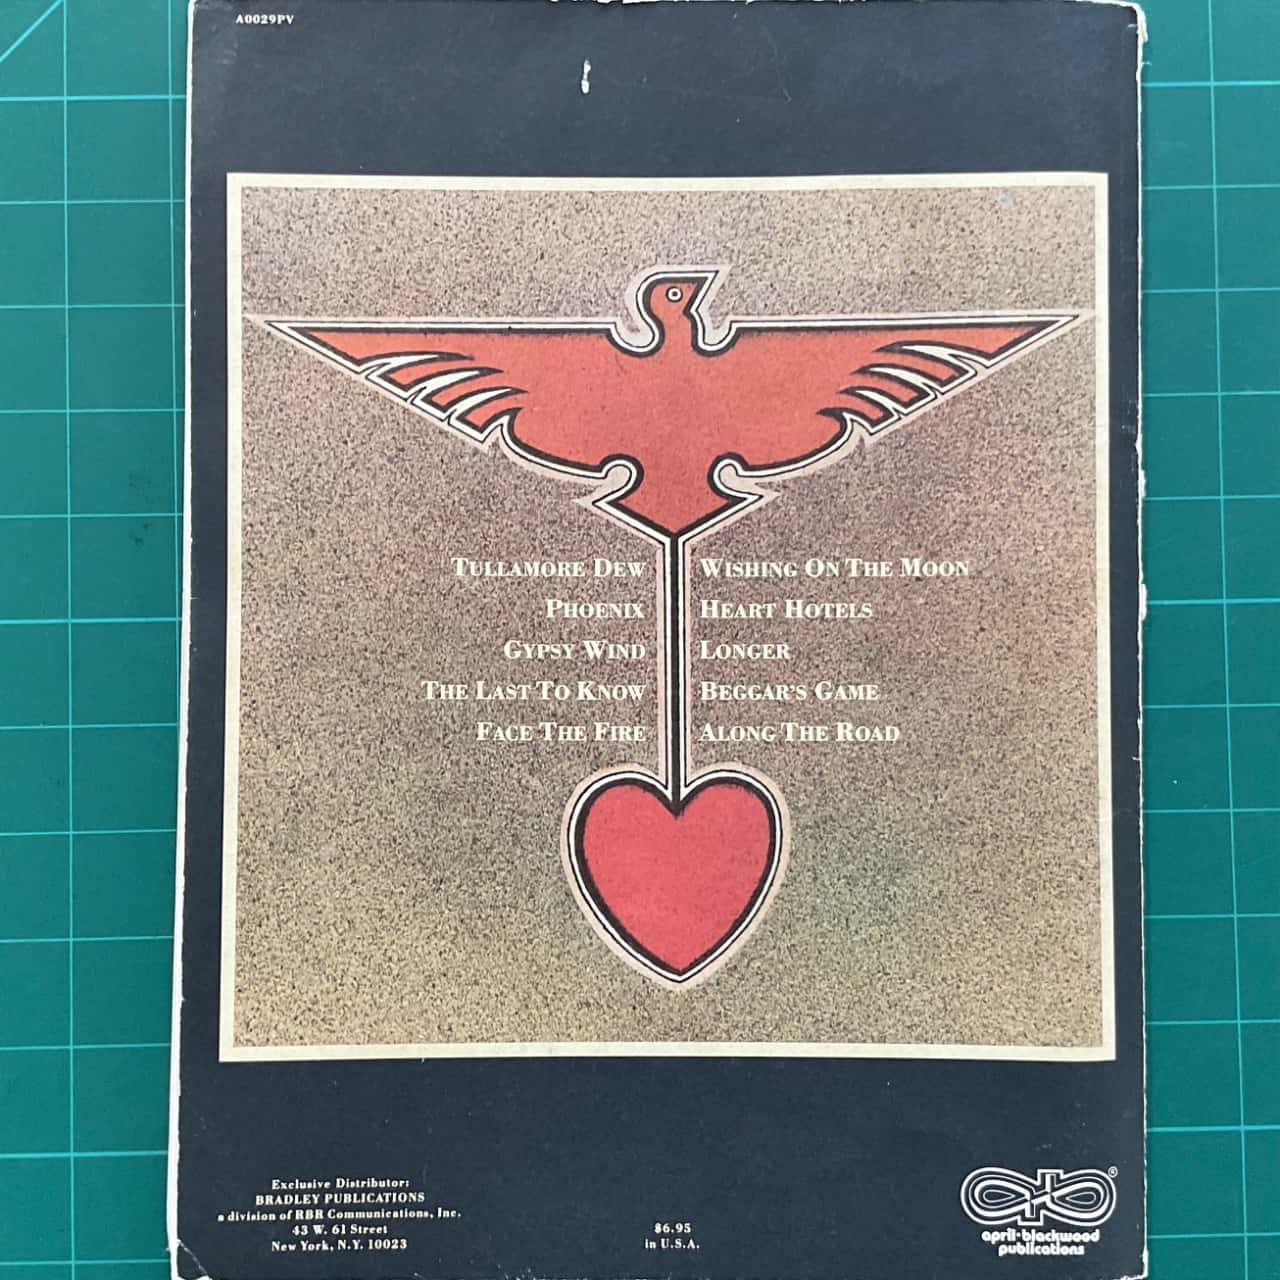 A0029PV
TULLAMORE DEW
PHOENIX
GYPSY WIND
THE LAST TO KNOW
FACE THE FIRE
WISHING ON THE MOON
HEART HOTELS
LONGER
BEGGAR'S GAME
ALONG THE ROAD
Exclusive Distributor:
BRADLEY PUBLICATIONS
a division of RBR Communications, Inc.
43 W. 61 Street
New York, N.Y. 10023
$6.95
in U.S.A.
®
april·blackwood
publications